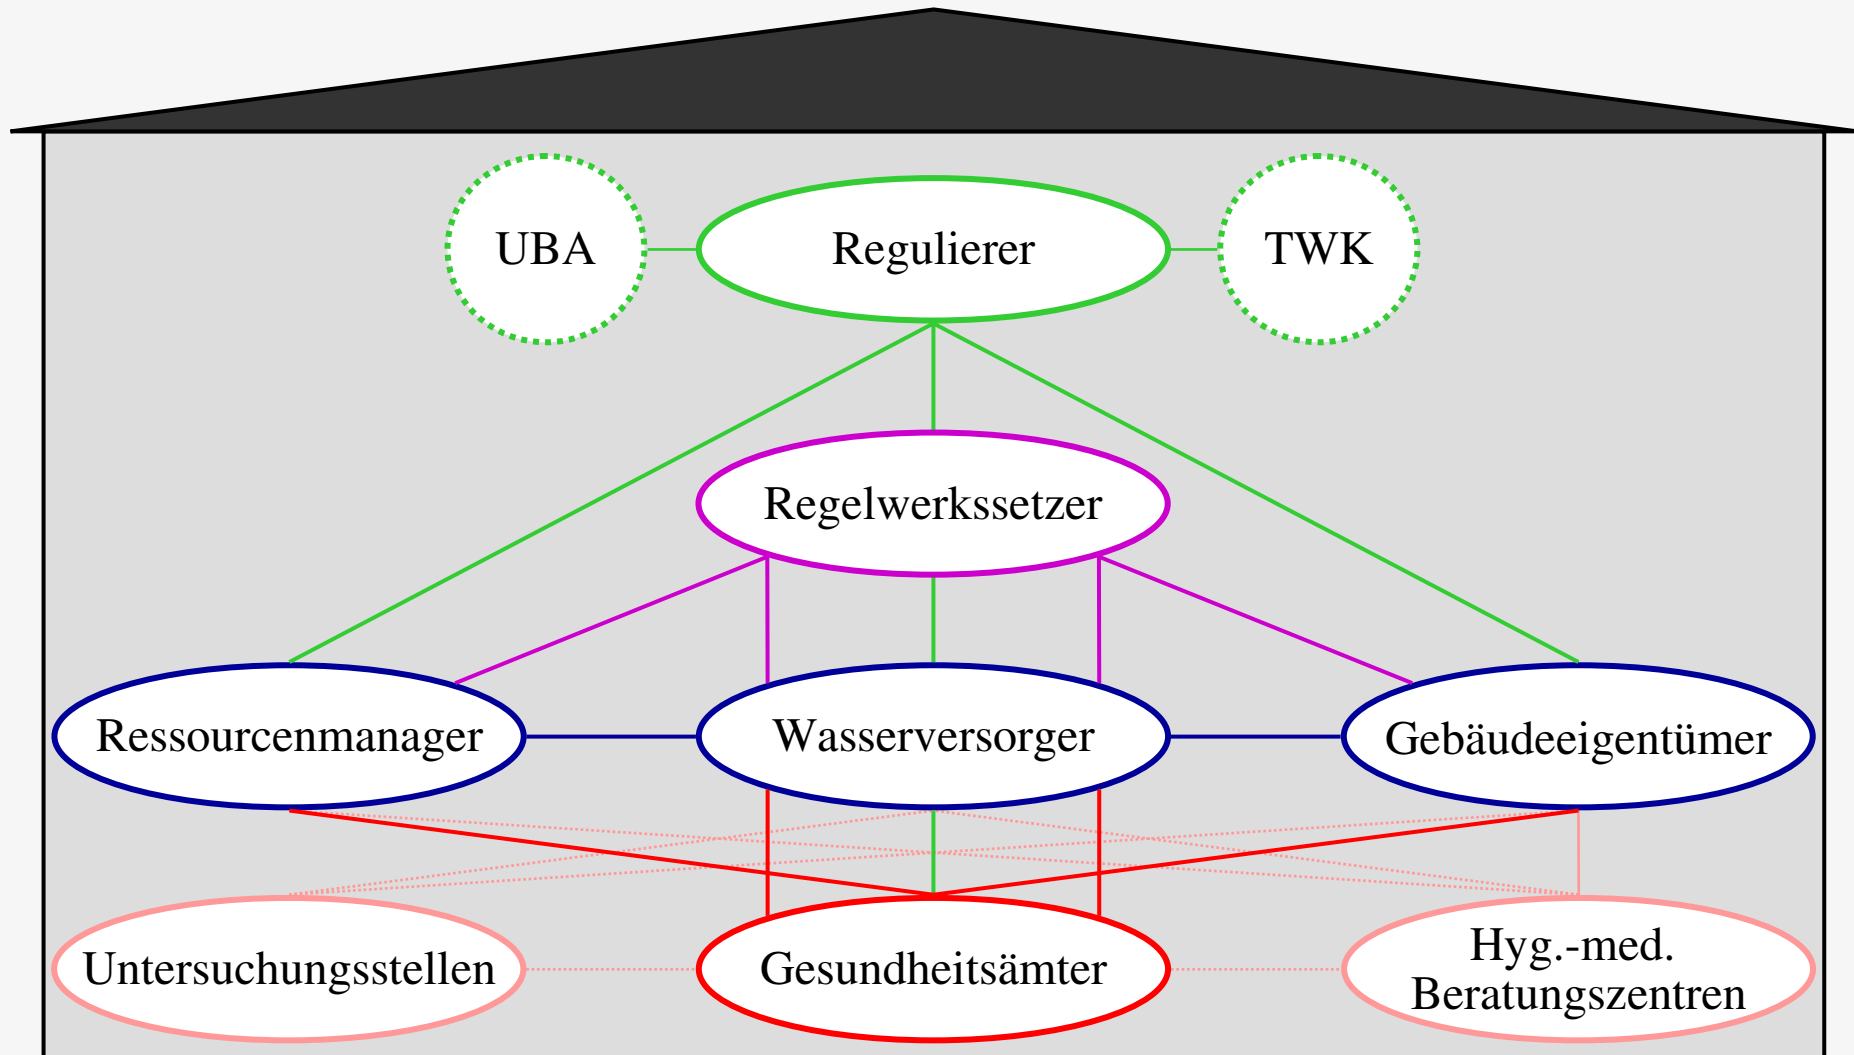 UBA
Regulierer
TWK
Regelwerkssetzer
Ressourcenmanager
Wasserversorger
Gebäudeeigentümer
Untersuchungsstellen
Gesundheitsämter
Hyg.-med.
Beratungszentren